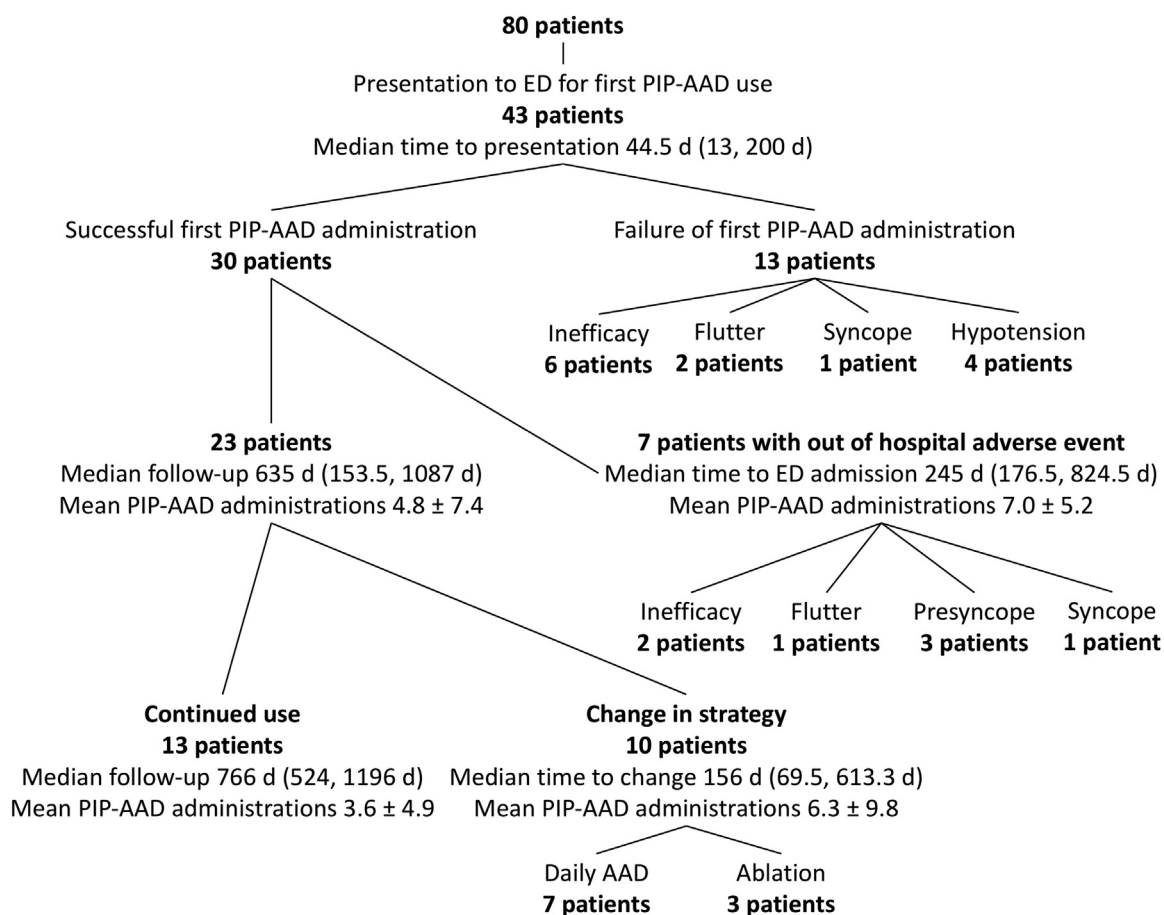 80 patients
Presentation to ED for first PIP-AAD use
43 patients
Median time to presentation 44.5 d (13, 200 d)
Successful first PIP-AAD administration
30 patients
Failure of first PIP-AAD administration
13 patients
Inefficacy
6 patients
Flutter
2 patients
Syncope
1 patient
Hypotension
4 patients
23 patients
Median follow-up 635 d (153.5, 1087 d)
Mean PIP-AAD administrations 4.8 ± 7.4
7 patients with out of hospital adverse event
Median time to ED admission 245 d (176.5, 824.5 d)
Mean PIP-AAD administrations 7.0 ± 5.2
Inefficacy
2 patients
Flutter
1 patients
Presyncope
3 patients
Syncope
1 patient
Continued use
13 patients
Median follow-up 766 d (524, 1196 d)
Mean PIP-AAD administrations 3.6 ± 4.9
Change in strategy
10 patients
Median time to change 156 d (69.5, 613.3 d)
Mean PIP-AAD administrations 6.3 ± 9.8
Daily AAD
7 patients
Ablation
3 patients